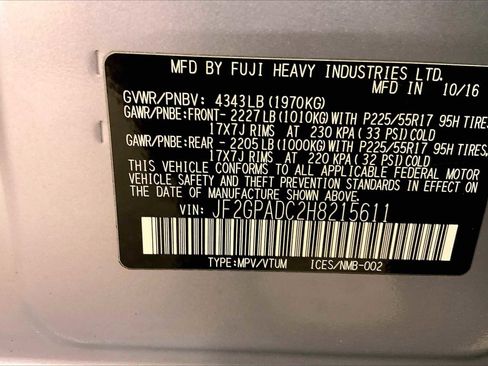 MFD BY FUJI HEAVY INDUSTRIES LTD.
MFD IN 10/16
GVWR/PNBV: 4343LB (1970KG)
GAWR/PNBE:FRONT- 2227 LB (1010KG) WITH P225/55R17 95H TIRES,
17X7J RIMS AT 230 KPA ( 33 PSI) COLD
GAWR/PNBE:REAR - 2205 LB (1000KG) WITH P225/55R17 95H TIRES,
17X7J RIMS AT 220 KPA ( 32 PSI) COLD
THIS VEHICLE CONFORMS TO ALL APPLICABLE FEDERAL MOTOR
VEHICLE SAFETY AND THEFT PREVENTION STANDARDS IN EFFECT
ON THE DATE OF MANUFACTURE SHOWN ABOVE.
VIN: JF2GPADC2H8215611
TYPE:MPV/VTUM ICES/NMB-002